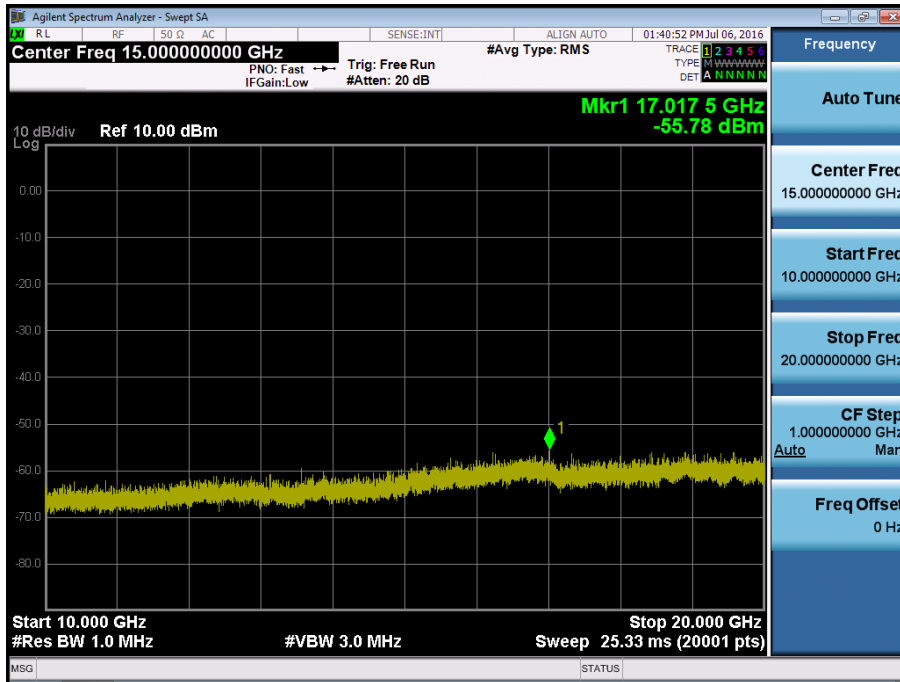 Agilent Spectrum Analyzer - Swept SA
LXI RL RF 50 Ω AC SENSE:INT ALIGN AUTO 01:40:52 PM Jul 06, 2016
Center Freq 15.000000000 GHz
PNO: Fast
IFGain:Low
Trig: Free Run
#Atten: 20 dB
#Avg Type: RMS
TRACE 1 2 3 4 5 6
TYPE M WWWWW
DET A N N N N N
Mkr1 17.017 5 GHz
-55.78 dBm
10 dB/div Ref 10.00 dBm
Log
0.00
-10.0
-20.0
-30.0
-40.0
-50.0
-60.0
-70.0
-80.0
1
Start 10.000 GHz Stop 20.000 GHz
#Res BW 1.0 MHz #VBW 3.0 MHz Sweep 25.33 ms (20001 pts)
MSG STATUS
Frequency
Auto Tune
Center Freq
15.000000000 GHz
Start Freq
10.000000000 GHz
Stop Freq
20.000000000 GHz
CF Step
1.000000000 GHz
Auto Man
Freq Offset
0 Hz